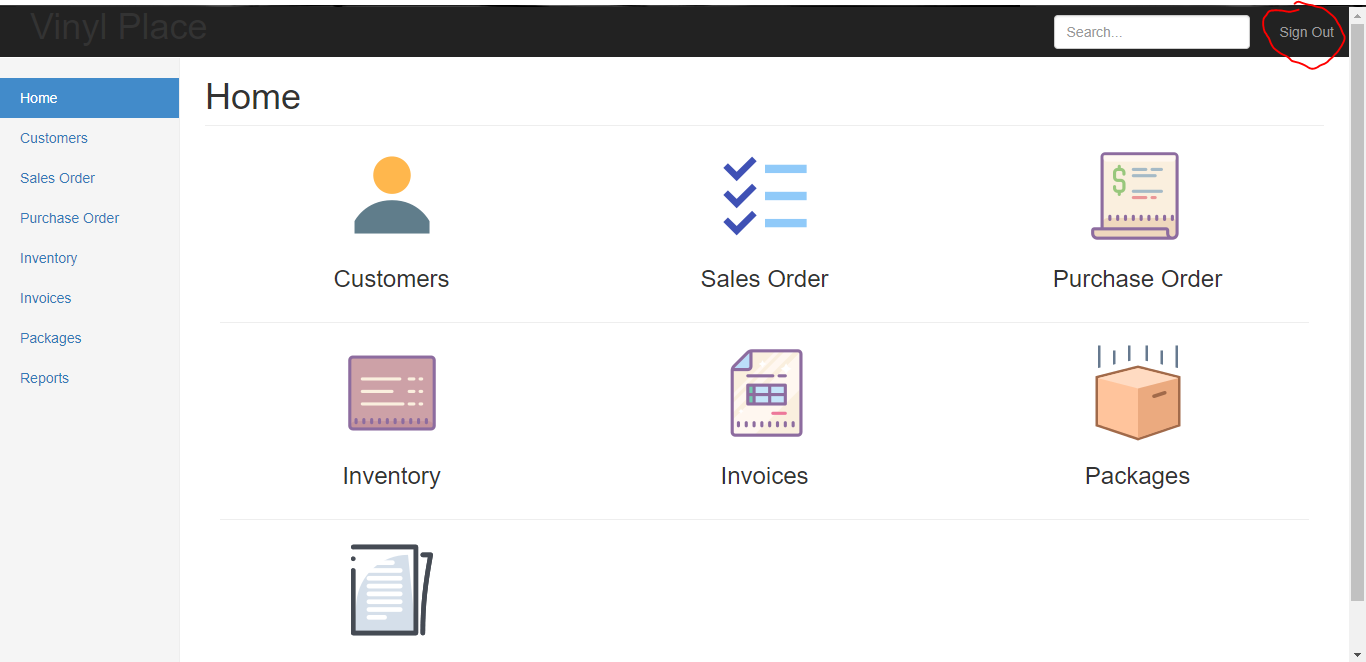 Vinyl Place
Search...
Sign Out
Home
Customers
Sales Order
Purchase Order
Inventory
Invoices
Packages
Reports
Home
Customers
Sales Order
Purchase Order
$
Inventory
Invoices
Packages